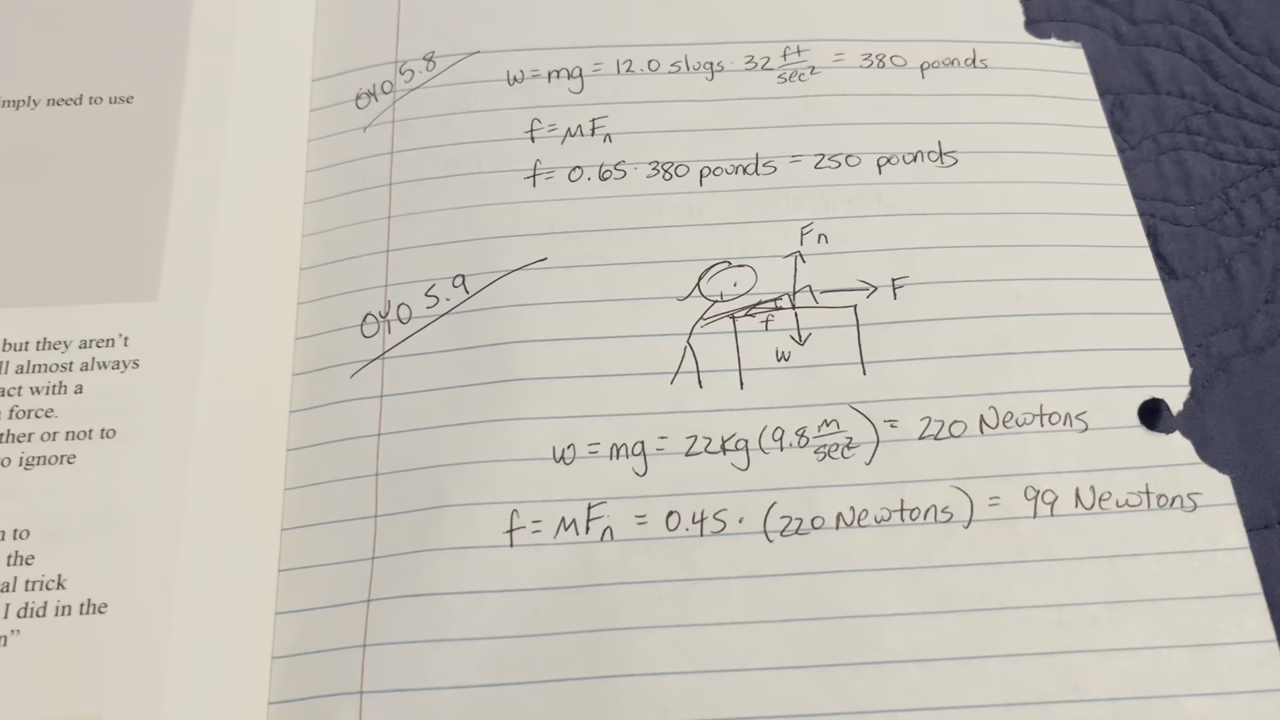 imply need to use
but they aren't
ll almost always
act with a
force.
ther or not to
o ignore
n to
the
al trick
I did in the
n"
OYO 5.8
w = mg = 12.0 slugs · 32 ft/sec² = 380 pounds
f = μFn
f = 0.65 · 380 pounds = 250 pounds
OYO 5.9
Fn
F
f
w
w = mg = 22kg (9.8 m/sec²) = 220 Newtons
f = μFn = 0.45 · (220 Newtons) = 99 Newtons